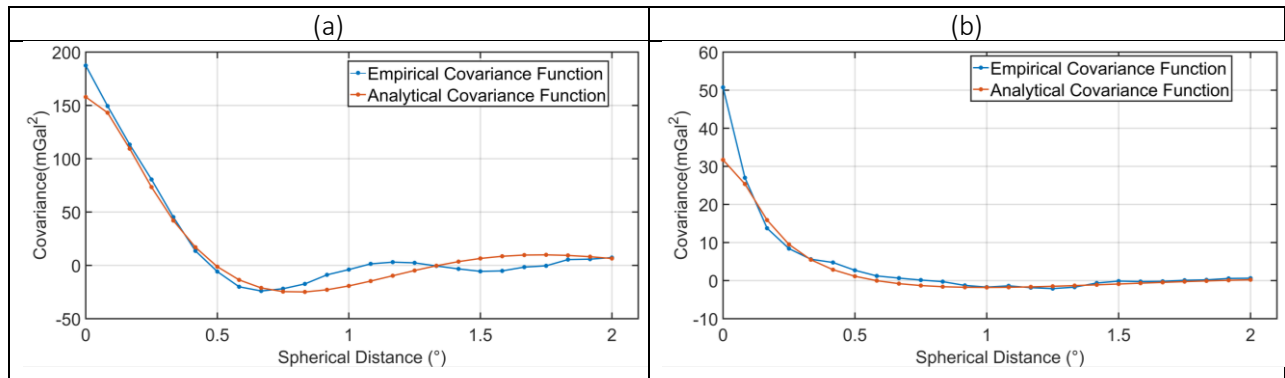 (a)
(b)
200
150
100
50
0
-50
Covariance(mGal²)
Empirical Covariance Function
Analytical Covariance Function
0
0.5
1
1.5
2
Spherical Distance (°)
60
50
40
30
20
10
0
-10
Covariance(mGal²)
Empirical Covariance Function
Analytical Covariance Function
0
0.5
1
1.5
2
Spherical Distance (°)